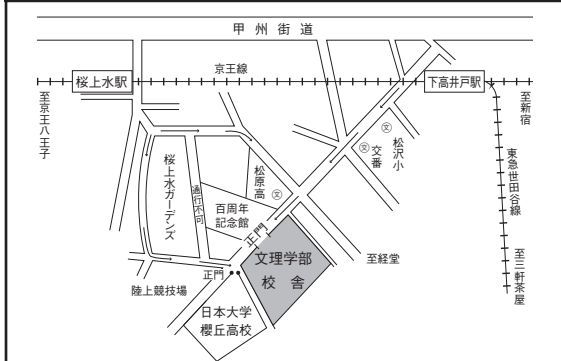 甲州街道
京王線
桜上水駅
下高井戸駅
至京王八王子
至新宿
東急世田谷線
至三軒茶屋
松沢小
文
交番
文
松原高
文
桜上水ガーデンズ
通行不可
百周年
記念館
正門
文理学部
校舎
至経堂
正門
陸上競技場
日本大学
櫻丘高校